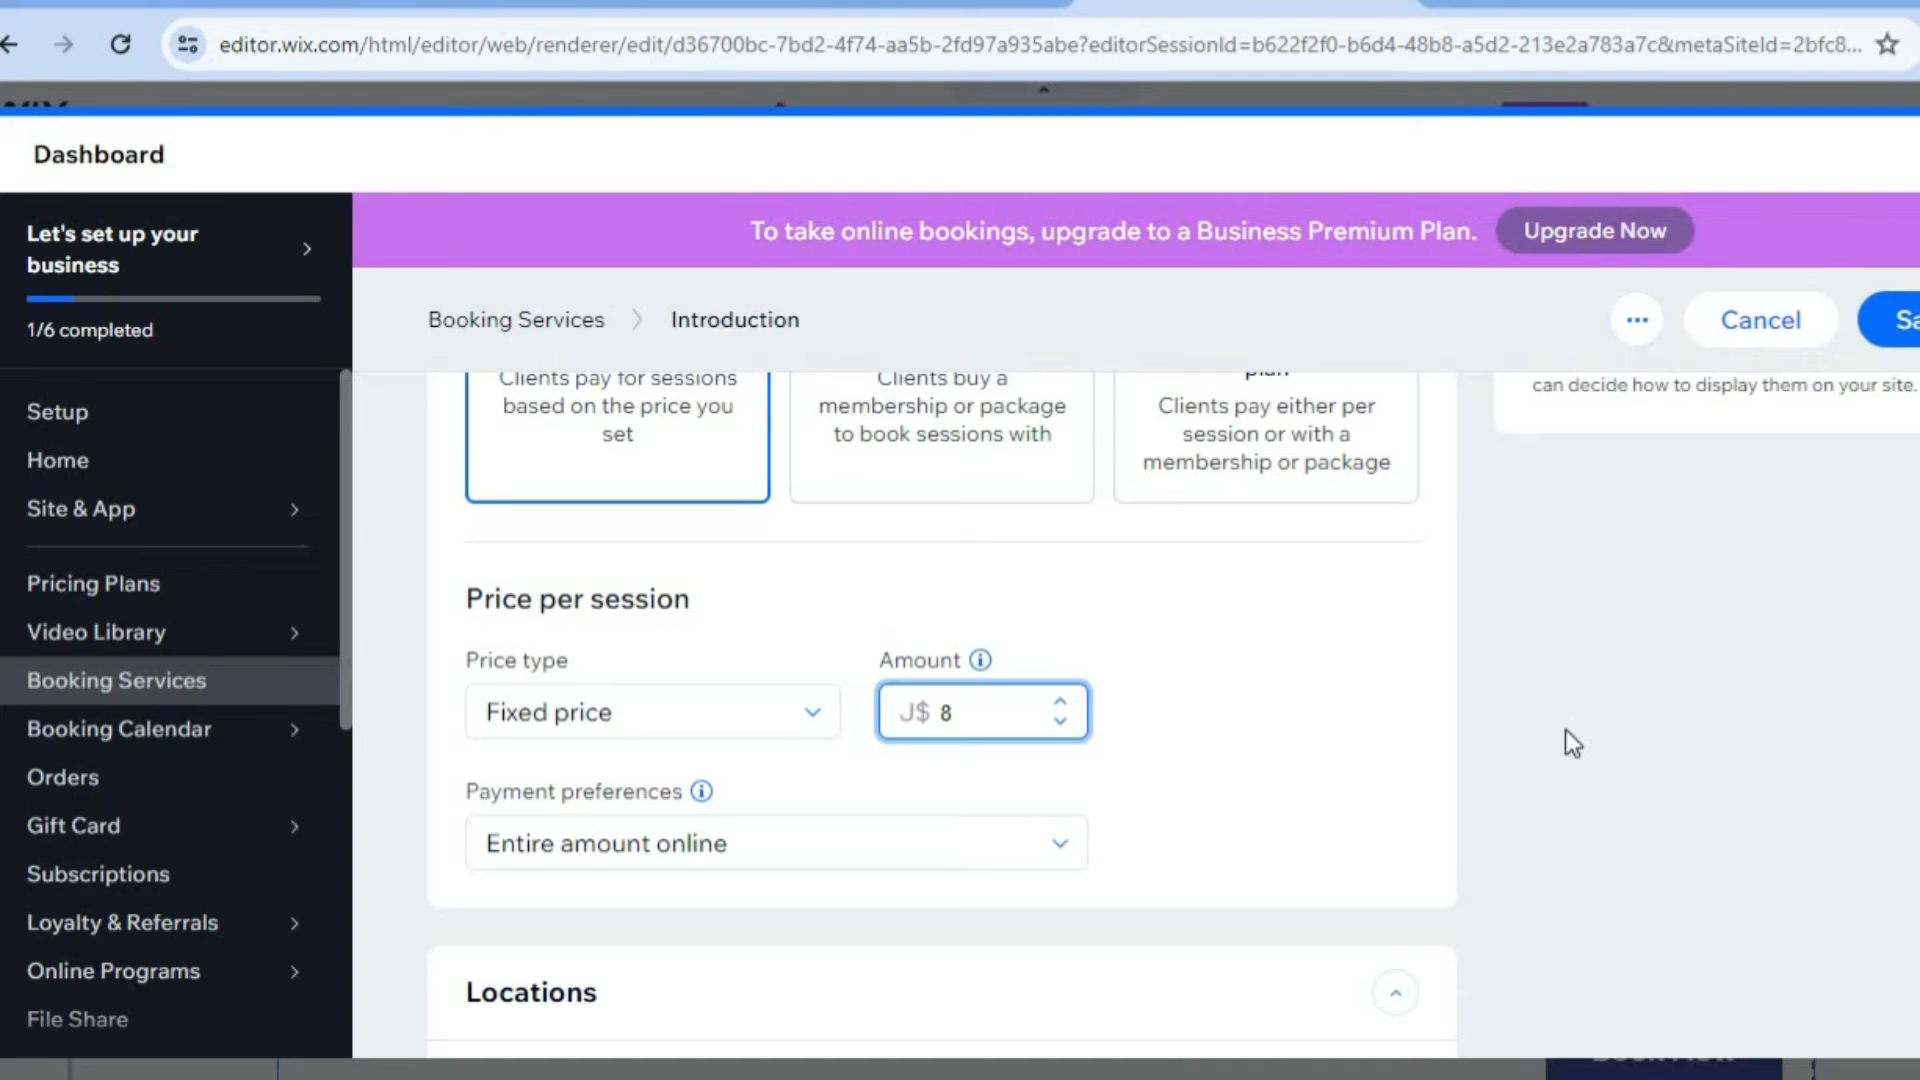 editor.wix.com/html/editor/web/renderer/edit/d36700bc-7bd2-4f74-aa5b-2fd97a935abe?editorSessionId=b622f2f0-b6d4-48b8-a5d2-213e2a783a7c&metaSiteId=2bfc8...
Dashboard
Let's set up your
business
1/6 completed
Setup
Home
Site & App
Pricing Plans
Video Library
Booking Services
Booking Calendar
Orders
Gift Card
Subscriptions
Loyalty & Referrals
Online Programs
File Share
To take online bookings, upgrade to a Business Premium Plan.
Upgrade Now
Booking Services
Introduction
Cancel
Sa
Clients pay for sessions
based on the price you
set
Clients buy a
membership or package
to book sessions with
plan
Clients pay either per
session or with a
membership or package
can decide how to display them on your site.
Price per session
Price type
Amount
Fixed price
J$ 8
Payment preferences
Entire amount online
Locations